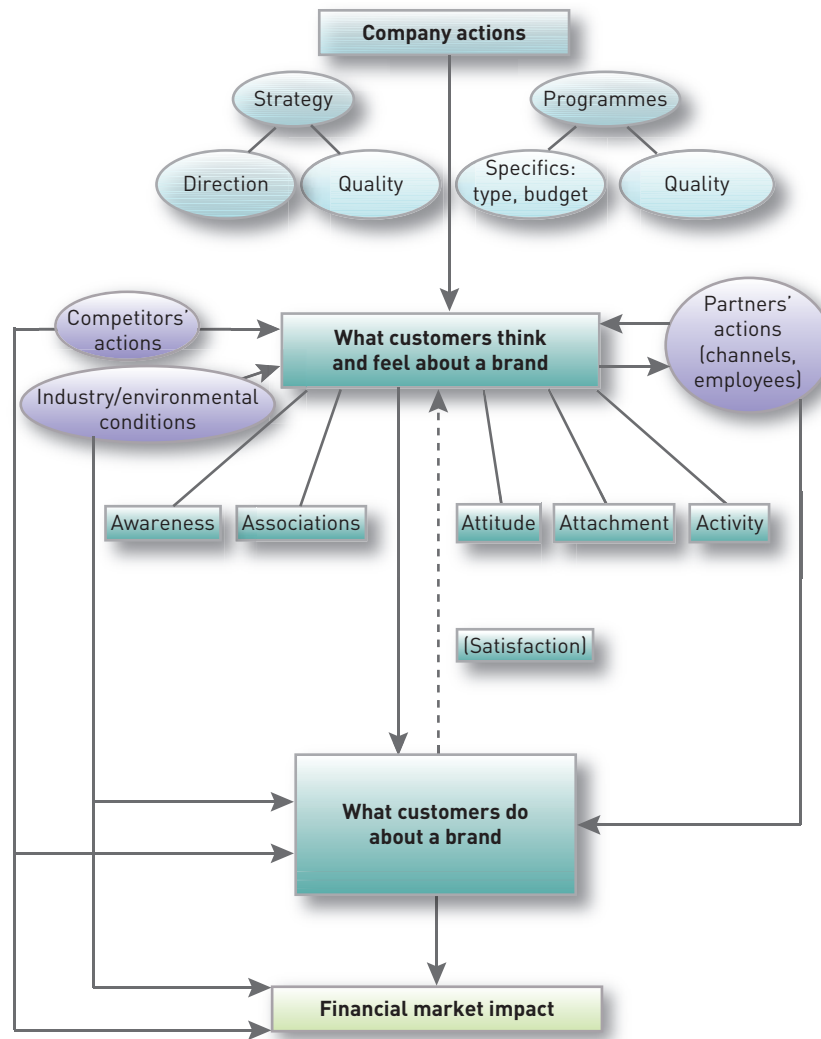 Company actions
Strategy
Programmes
Direction
Quality
Specifics:
type, budget
Quality
Competitors’
actions
What customers think
and feel about a brand
Partners’
actions
(channels,
employees)
Industry/environmental
conditions
Awareness
Associations
Attitude
Attachment
Activity
(Satisfaction)
What customers do
about a brand
Financial market impact